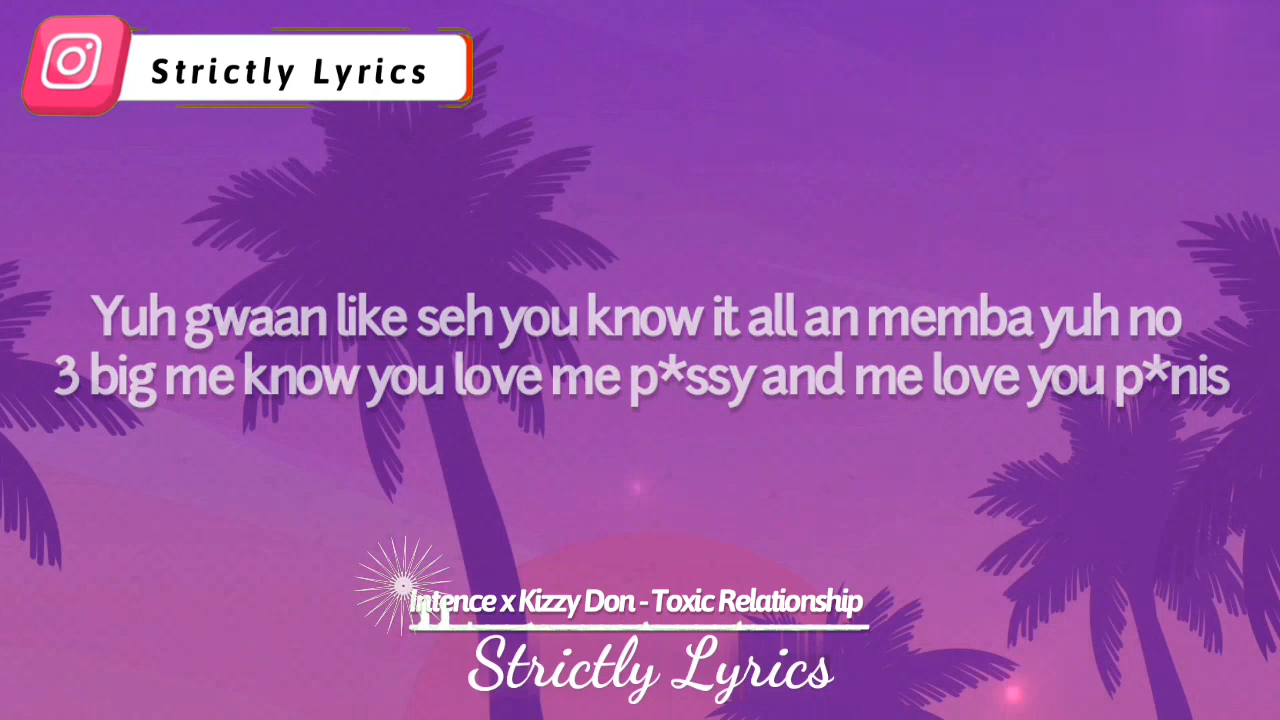 Strictly Lyrics
Yuh gwaan like seh you know it all an memba yuh no
3 big me know you love me p*ssy and me love you p*nis
Intence x Kizzy Don - Toxic Relationship
Strictly Lyrics